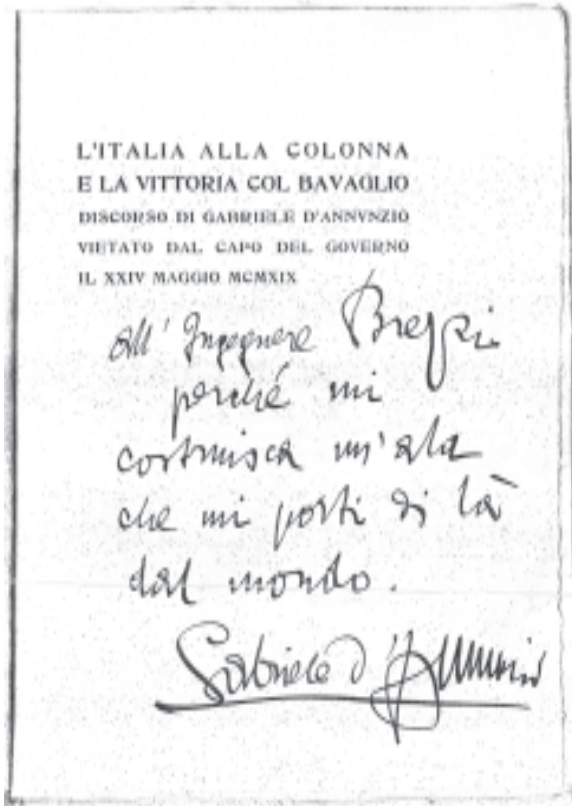 L'ITALIA ALLA COLONNA
E LA VITTORIA COL BAVAGLIO
DISCORSO DI GABRIELE D'ANNVNZIO
VIETATO DAL CAPO DEL GOVERNO
IL XXIV MAGGIO MCMXIX
all'Ingegnere
perché mi
costruisca un'ala
che mi porti di là
dal mondo.
Gabriele d'Annunzio